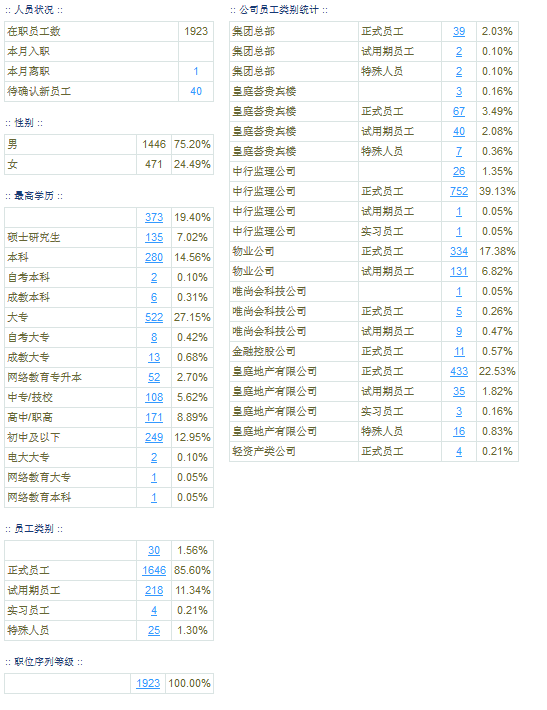 :: 人员状况 ::
在职员工数 1923
本月入职
本月离职 1
待确认新员工 40
:: 性别 ::
男 1446 75.20%
女 471 24.49%
:: 最高学历 ::
373 19.40%
硕士研究生 135 7.02%
本科 280 14.56%
自考本科 2 0.10%
成教本科 6 0.31%
大专 522 27.15%
自考大专 8 0.42%
成教大专 13 0.68%
网络教育专升本 52 2.70%
中专/技校 108 5.62%
高中/职高 171 8.89%
初中及以下 249 12.95%
电大大专 2 0.10%
网络教育大专 1 0.05%
网络教育本科 1 0.05%
:: 员工类别 ::
30 1.56%
正式员工 1646 85.60%
试用期员工 218 11.34%
实习员工 4 0.21%
特殊人员 25 1.30%
:: 职位序列等级 ::
1923 100.00%
:: 公司员工类别统计 ::
集团总部 正式员工 39 2.03%
集团总部 试用期员工 2 0.10%
集团总部 特殊人员 2 0.10%
皇庭荟贵宾楼 3 0.16%
皇庭荟贵宾楼 正式员工 67 3.49%
皇庭荟贵宾楼 试用期员工 40 2.08%
皇庭荟贵宾楼 特殊人员 7 0.36%
中行监理公司 26 1.35%
中行监理公司 正式员工 752 39.13%
中行监理公司 试用期员工 1 0.05%
中行监理公司 实习员工 1 0.05%
物业公司 正式员工 334 17.38%
物业公司 试用期员工 131 6.82%
唯尚会科技公司 1 0.05%
唯尚会科技公司 正式员工 5 0.26%
唯尚会科技公司 试用期员工 9 0.47%
金融控股公司 正式员工 11 0.57%
皇庭地产有限公司 正式员工 433 22.53%
皇庭地产有限公司 试用期员工 35 1.82%
皇庭地产有限公司 实习员工 3 0.16%
皇庭地产有限公司 特殊人员 16 0.83%
轻资产类公司 正式员工 4 0.21%